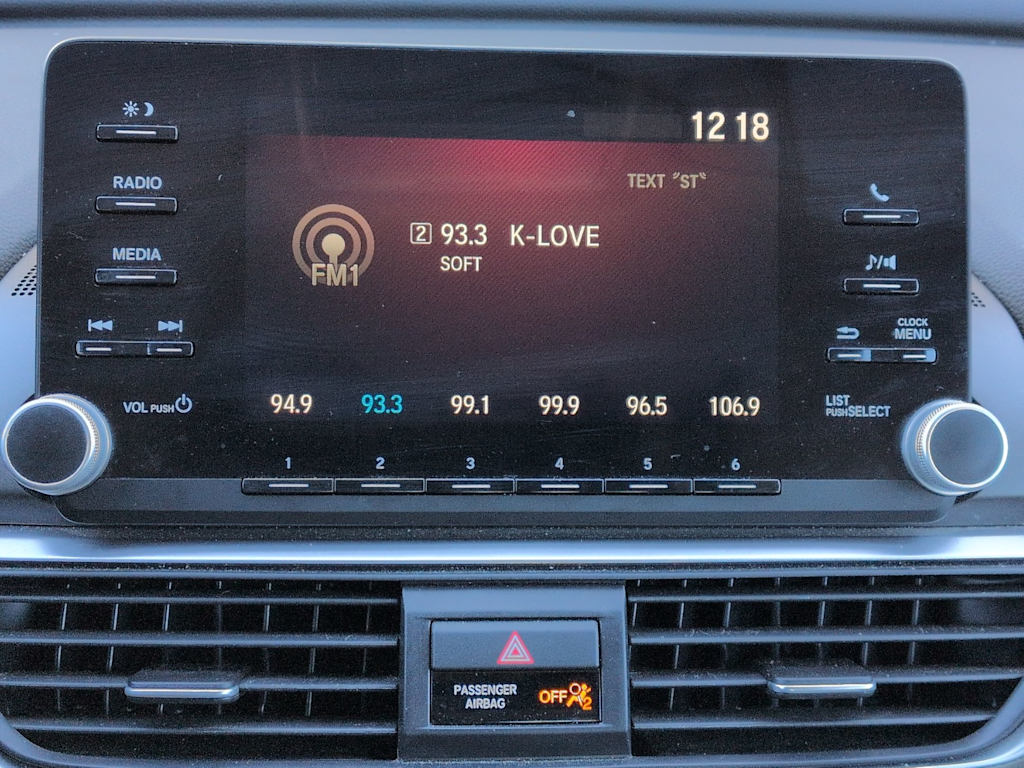 12 18
RADIO
TEXT "ST"
2 93.3 K-LOVE
SOFT
FM1
MEDIA
CLOCK
MENU
VOL PUSH
94.9 93.3 99.1 99.9 96.5 106.9
LIST
PUSH SELECT
1 2 3 4 5 6
PASSENGER
AIRBAG
OFF
2